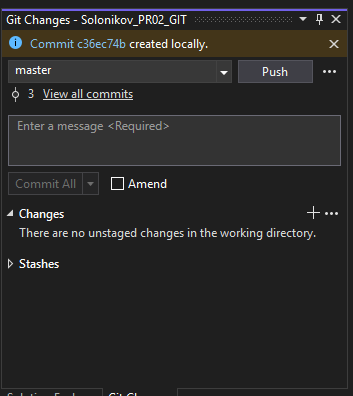 Git Changes - Solonikov_PR02_GIT
Commit c36ec74b created locally.
master
Push
3 View all commits
Enter a message <Required>
Commit All
Amend
Changes
There are no unstaged changes in the working directory.
Stashes